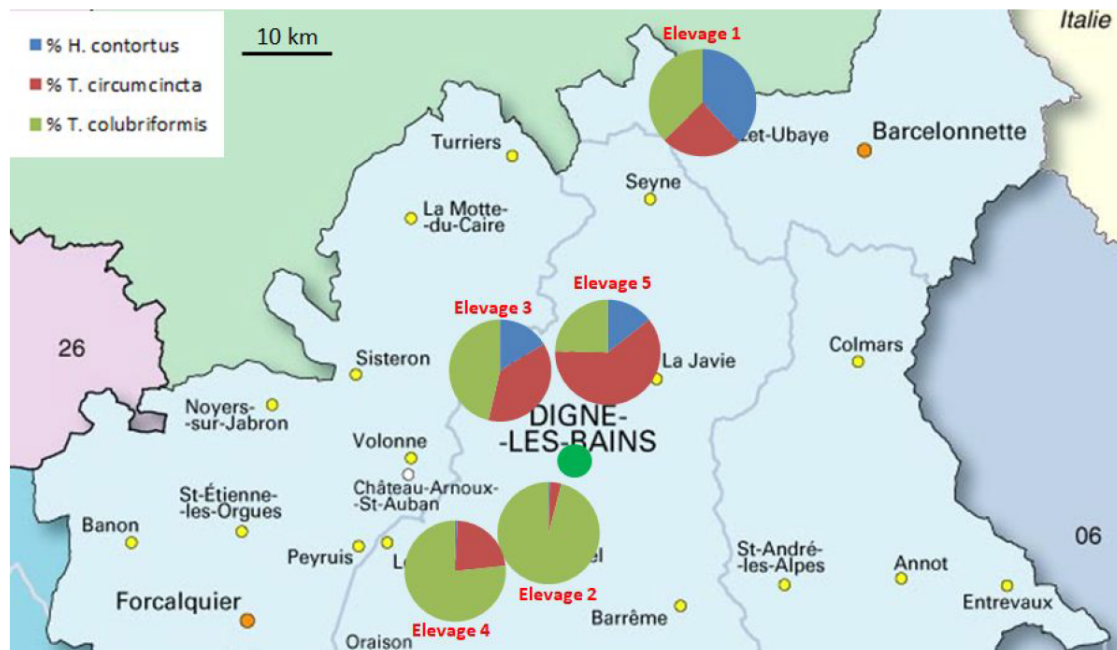 % H. contortus
% T. circumcincta
% T. colubriformis
10 km
Italie
Elevage 1
Turriers
-et-Ubaye
Barcelonnette
Seyne
La Motte-
-du-Caire
Elevage 5
Elevage 3
26
Sisteron
La Javie
Colmars
Noyers-
-sur-Jabron
DIGNE-
-LES-BAINS
Volonne
Château-Arnoux-
-St-Auban
St-Étienne-
-les-Orgues
Banon
Peyruis
St-André-
-les-Alpes
Annot
06
Entrevaux
Elevage 2
Forcalquier
Barrême
Elevage 4
Oraison